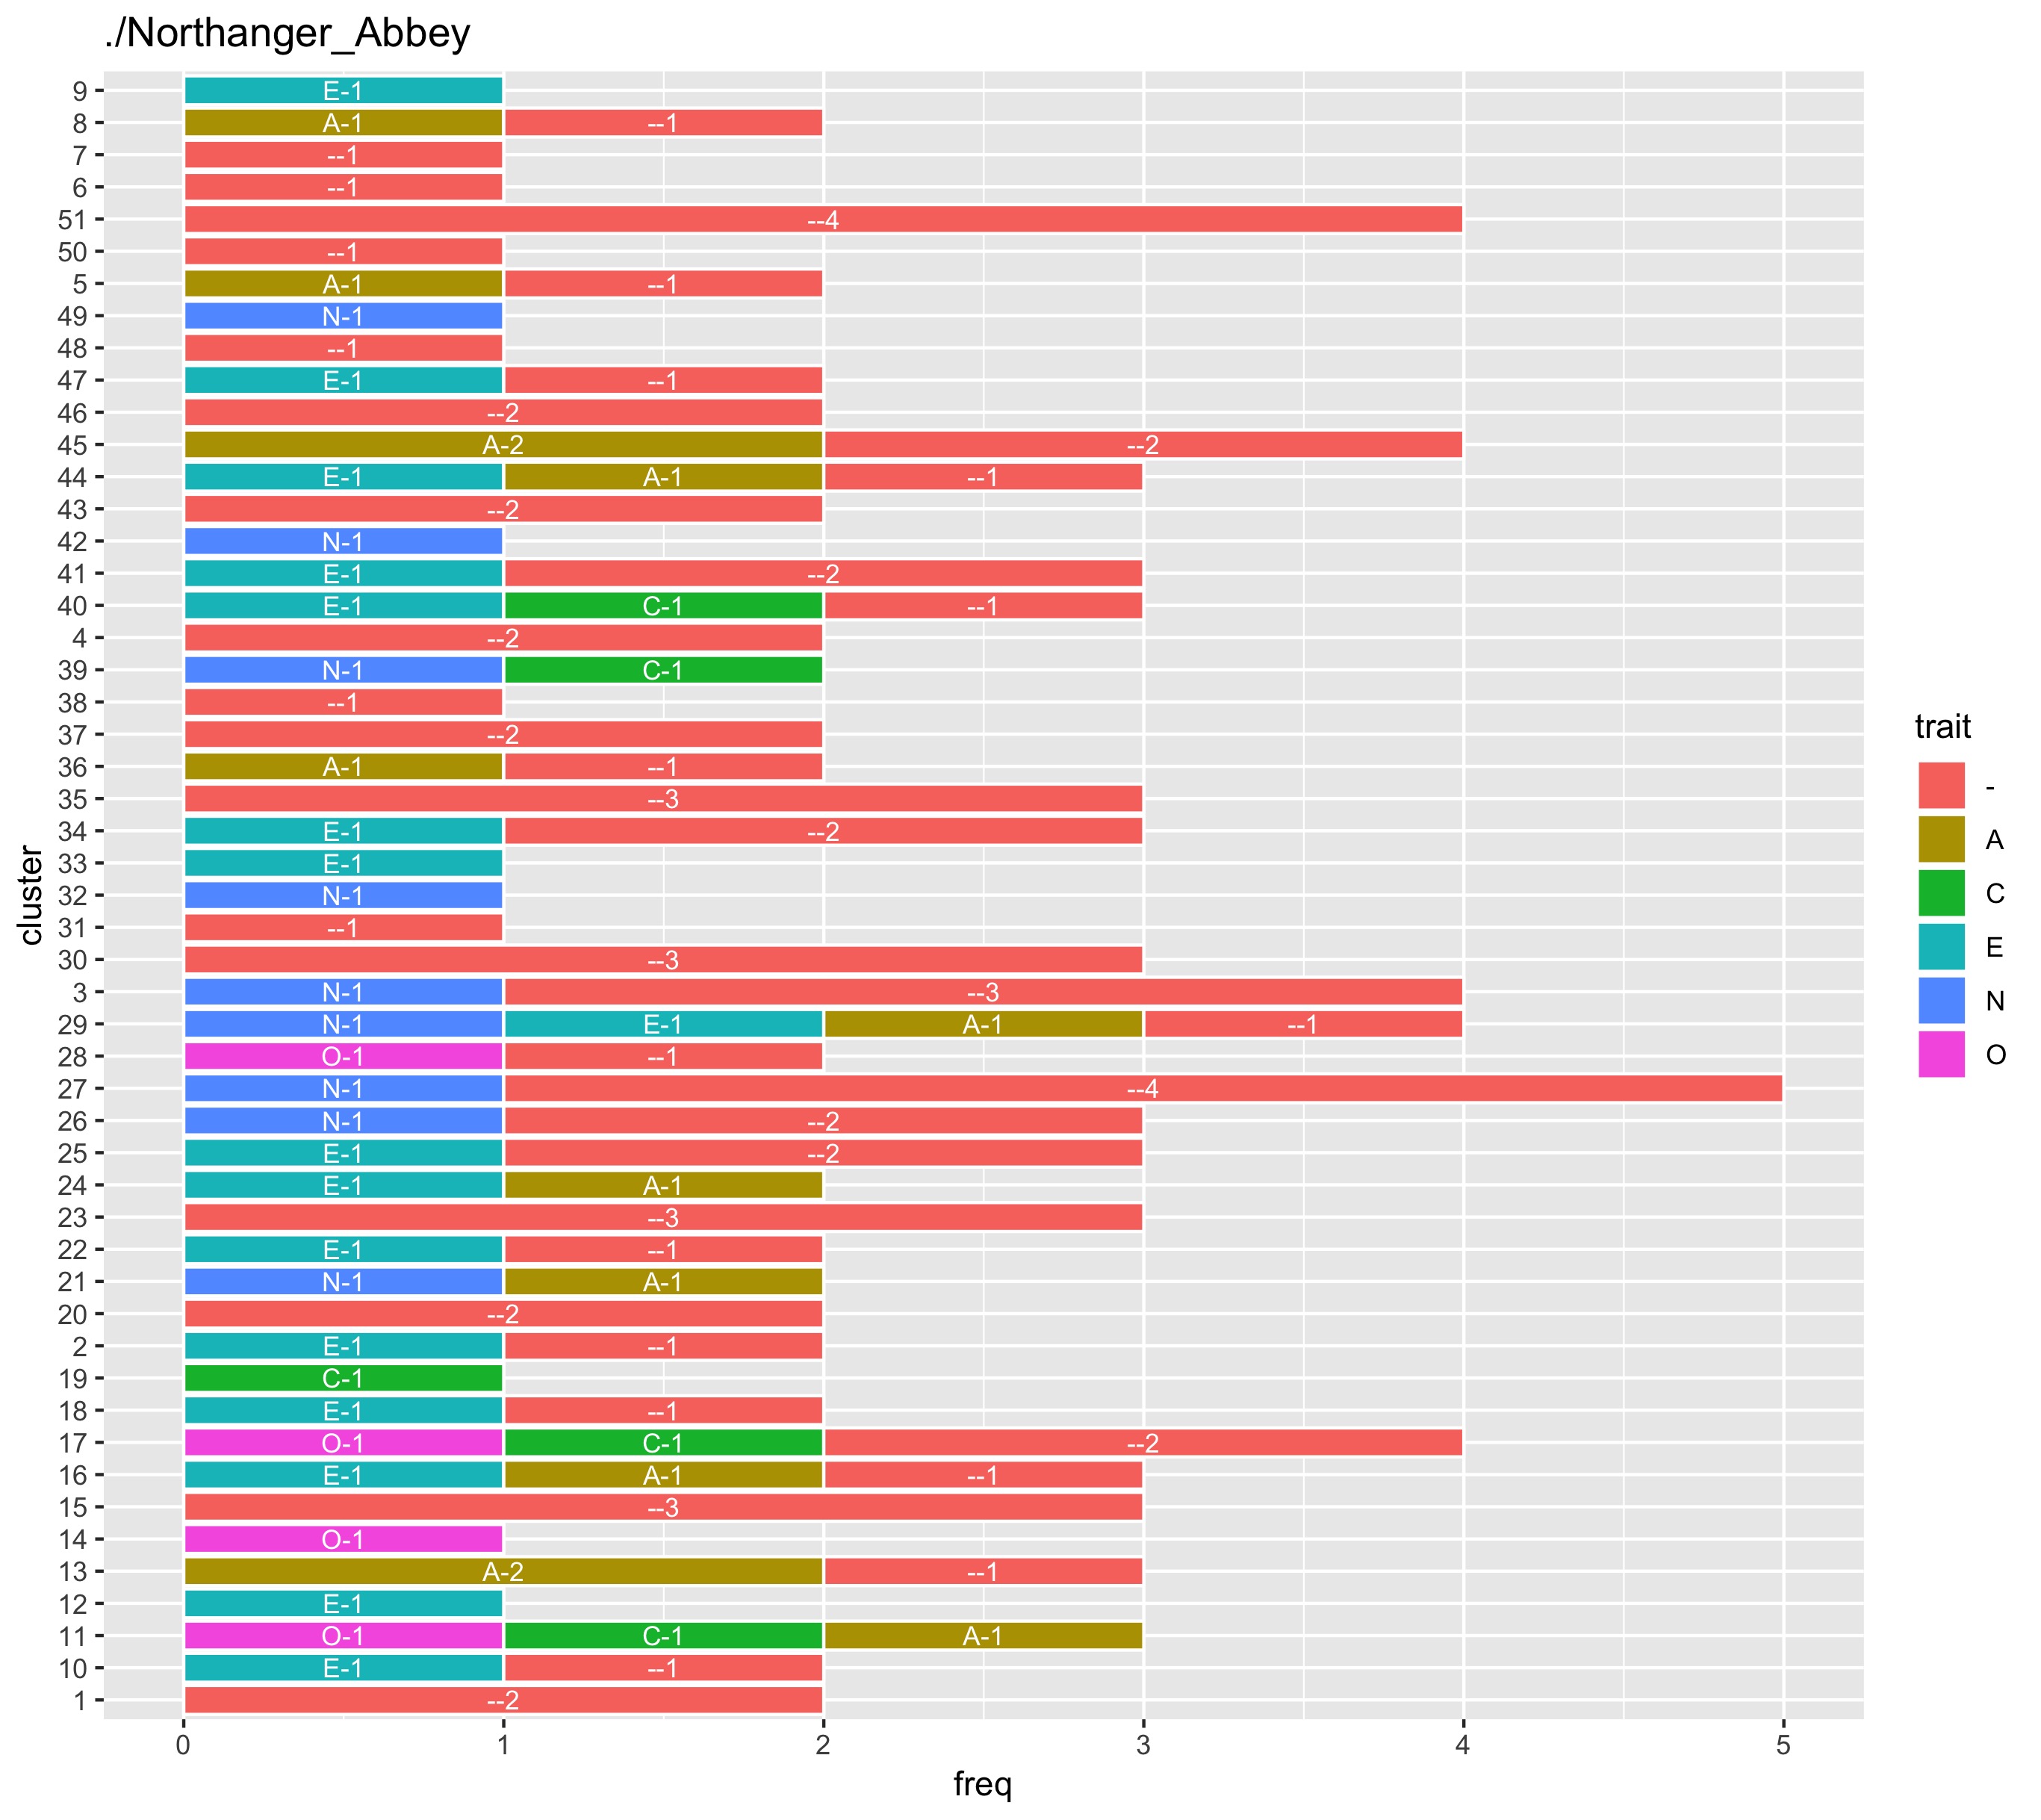 ./Northanger_Abbey
9 E-1
8 A-1 --1
7 --1
6 --1
51 --4
50 --1
5 A-1 --1
49 N-1
48 --1
47 E-1 --1
46 --2
45 A-2 --2
44 E-1 A-1 --1
43 --2
42 N-1
41 E-1 --2
40 E-1 C-1 --1
4 --2
39 N-1 C-1
38 --1
37 --2
36 A-1 --1
35 --3
34 E-1 --2
33 E-1
32 N-1
31 --1
30 --3
3 N-1 --3
29 N-1 E-1 A-1 --1
28 O-1 --1
27 N-1 --4
26 N-1 --2
25 E-1 --2
24 E-1 A-1
23 --3
22 E-1 --1
21 N-1 A-1
20 --2
2 E-1 --1
19 C-1
18 E-1 --1
17 O-1 C-1 --2
16 E-1 A-1 --1
15 --3
14 O-1
13 A-2 --1
12 E-1
11 O-1 C-1 A-1
10 E-1 --1
1 --2
0 1 2 3 4 5
freq
cluster
trait
-
A
C
E
N
O